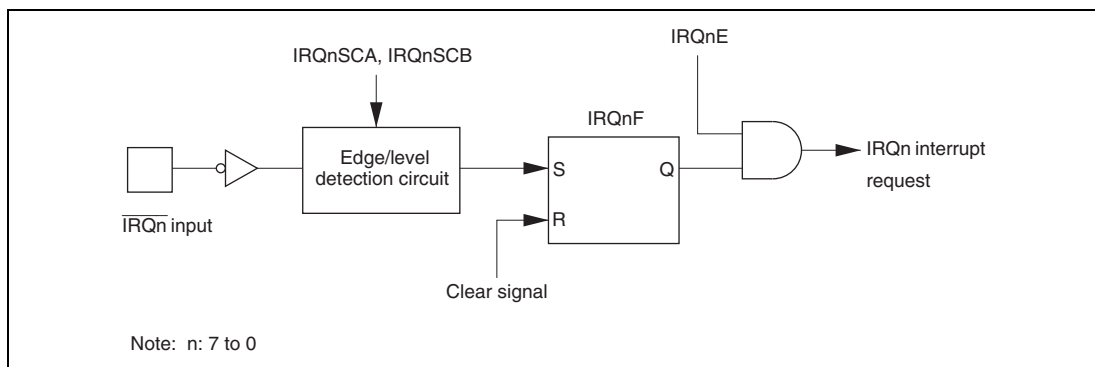 IRQnE
IRQnSCA, IRQnSCB
IRQnF
Edge/level
detection circuit
IRQn interrupt
request
S
Q
R
IRQn input
Clear signal
Note: n: 7 to 0